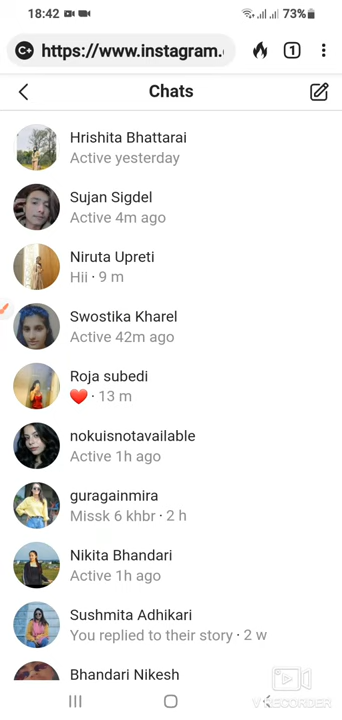 18:42 73%
https://www.instagram.
1
Chats
Hrishita Bhattarai
Active yesterday
Sujan Sigdel
Active 4m ago
Niruta Upreti
Hii · 9 m
Swostika Kharel
Active 42m ago
Roja subedi
❤️ · 13 m
nokuisnotavailable
Active 1h ago
guragainmira
Missk 6 khbr · 2 h
Nikita Bhandari
Active 1h ago
Sushmita Adhikari
You replied to their story · 2 w
Bhandari Nikesh
V RECORDER